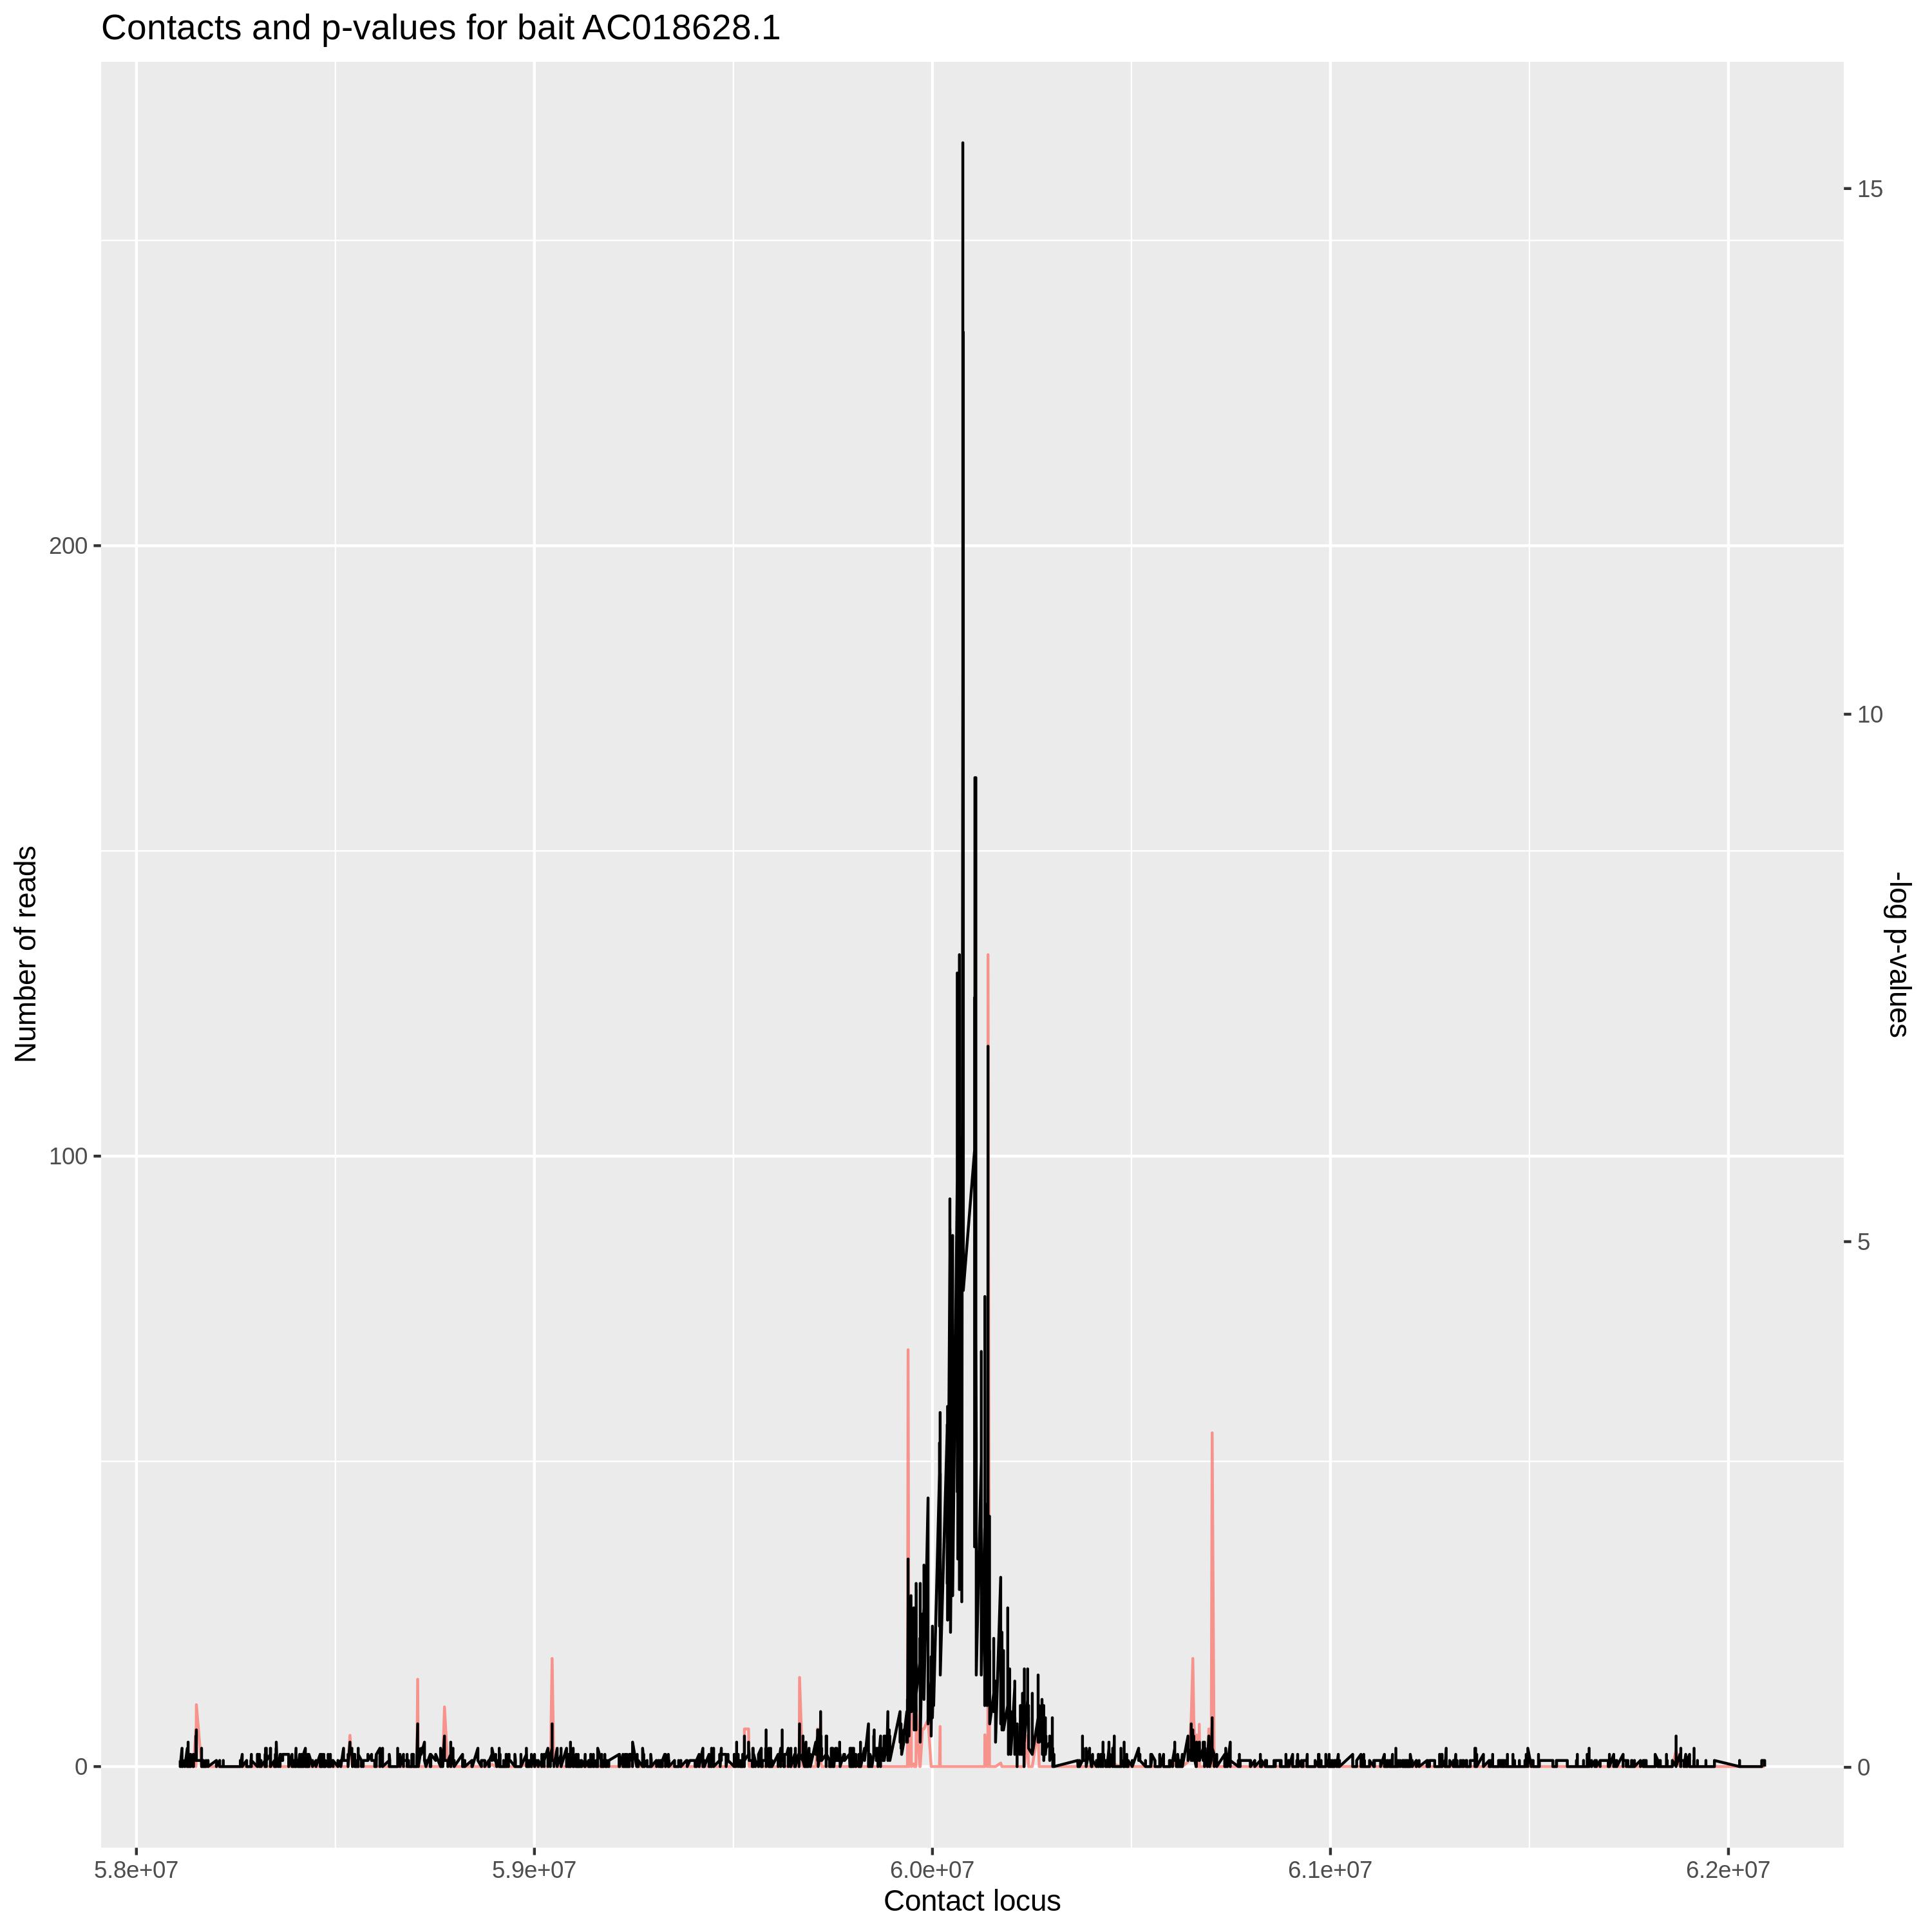 Contacts and p-values for bait AC018628.1
15
200
10
Number of reads
-log p-values
100
5
0
0
5.8e+07 5.9e+07 6.0e+07 6.1e+07 6.2e+07
Contact locus